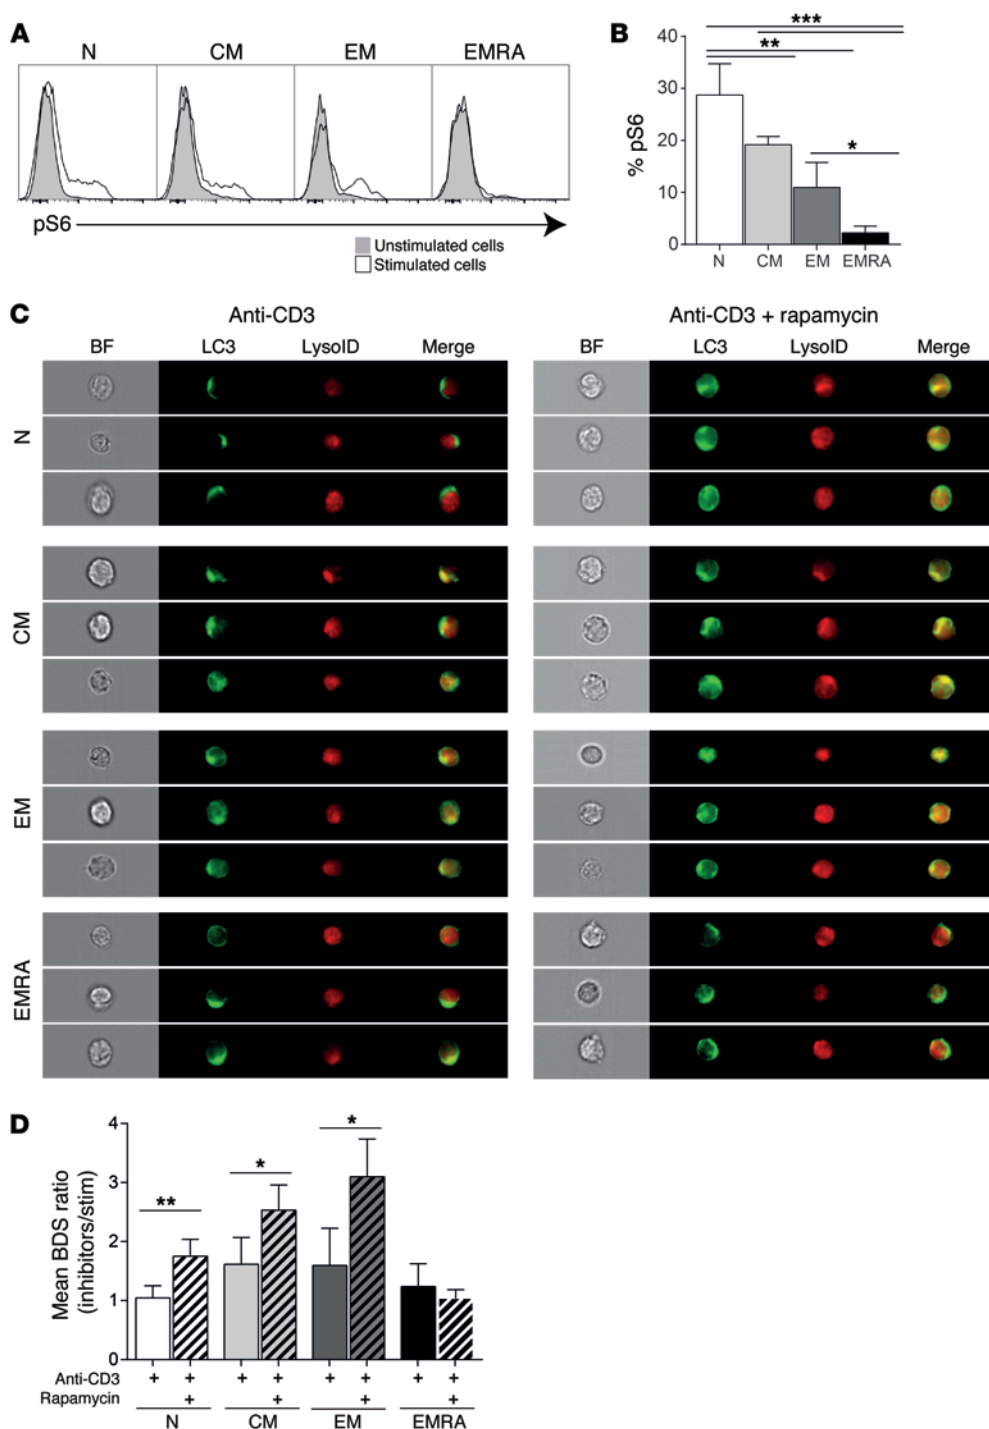 A
N CM EM EMRA
pS6
Unstimulated cells
Stimulated cells
B
***
**
*
% pS6
40
30
20
10
0
N CM EM EMRA
C
Anti-CD3 Anti-CD3 + rapamycin
BF LC3 LysoID Merge BF LC3 LysoID Merge
N
CM
EM
EMRA
D
Mean BDS ratio
(inhibitors/stim)
4
3
2
1
0
** * *
Anti-CD3 + + + + + + + +
Rapamycin + + + +
N CM EM EMRA